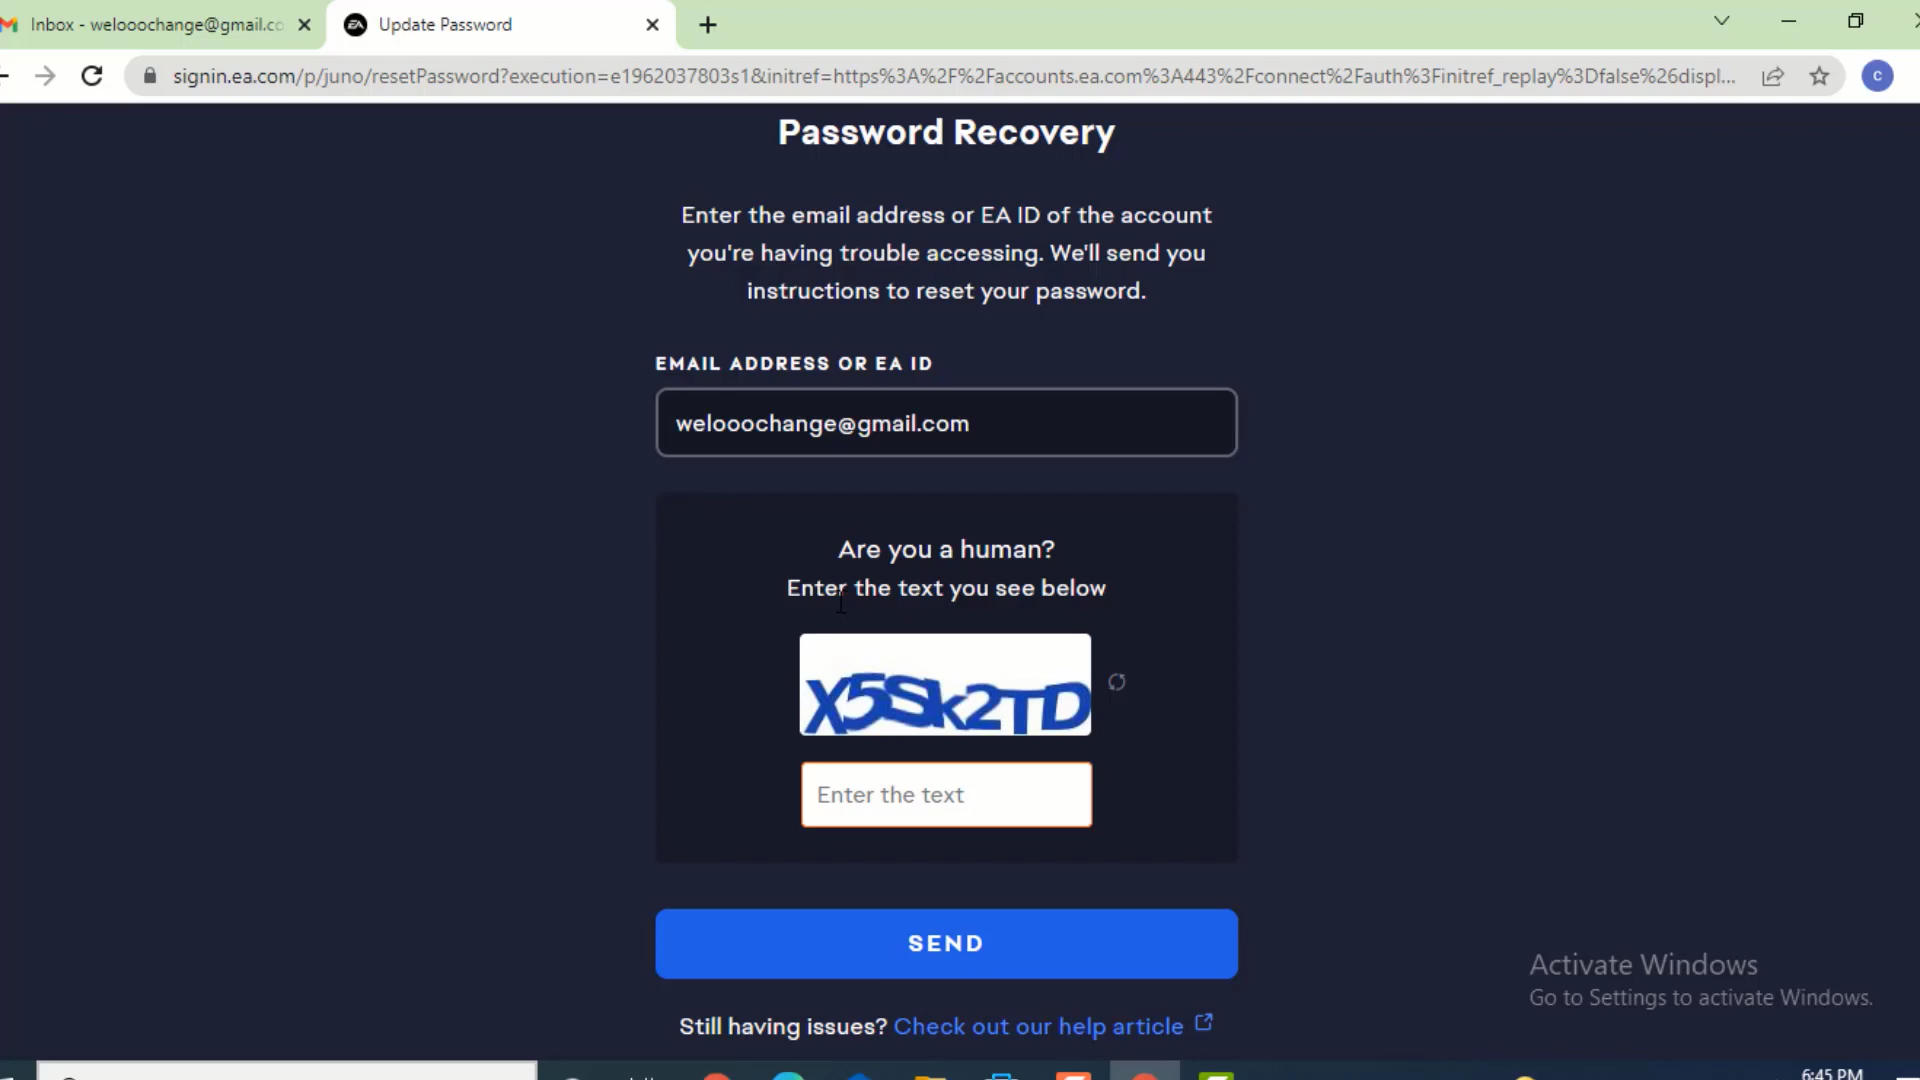 Inbox - welooochange@gmail.co
Update Password
signin.ea.com/p/juno/resetPassword?execution=e1962037803s1&initref=https%3A%2F%2Faccounts.ea.com%3A443%2Fconnect%2Fauth%3Finitref_replay%3Dfalse%26displ...
C
Password Recovery
Enter the email address or EA ID of the account
you're having trouble accessing. We'll send you
instructions to reset your password.
EMAIL ADDRESS OR EA ID
welooochange@gmail.com
Are you a human?
Enter the text you see below
X5Sk2TD
Enter the text
SEND
Activate Windows
Go to Settings to activate Windows.
Still having issues? Check out our help article
6:45 PM